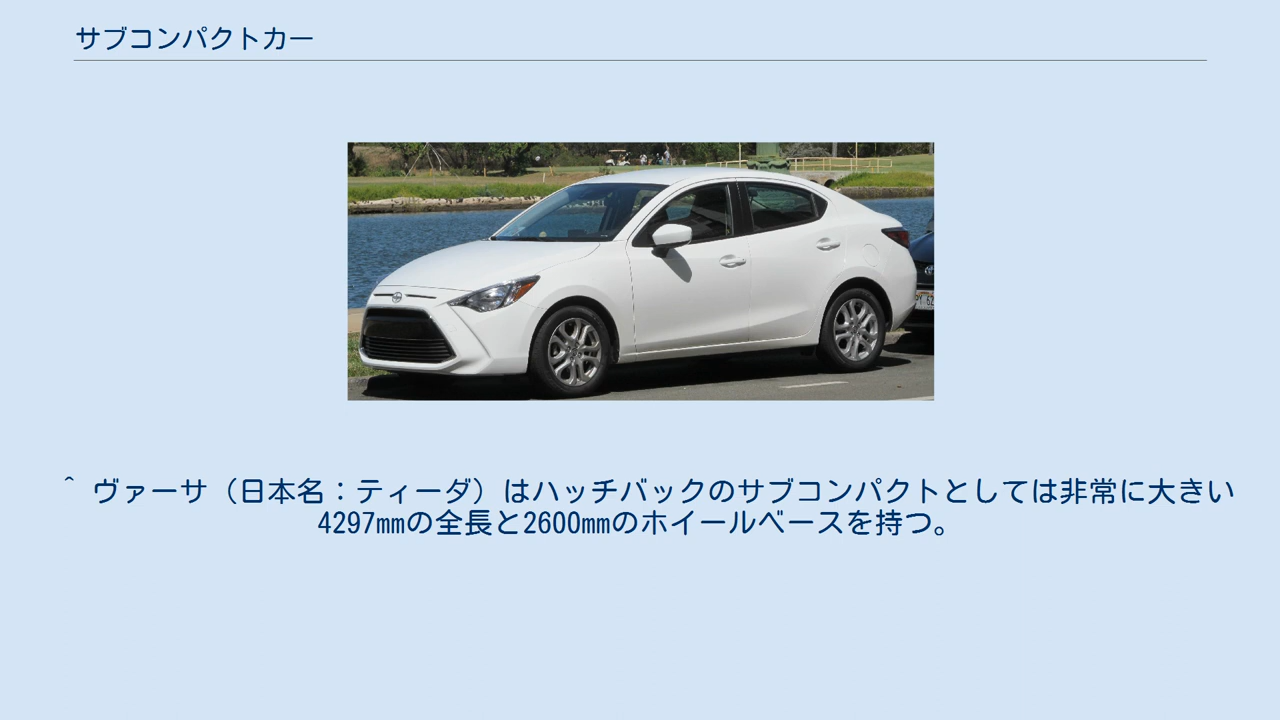 サブコンパクトカー
^ ヴァーサ（日本名：ティーダ）はハッチバックのサブコンパクトとしては非常に大きい
4297mmの全長と2600mmのホイールベースを持つ。